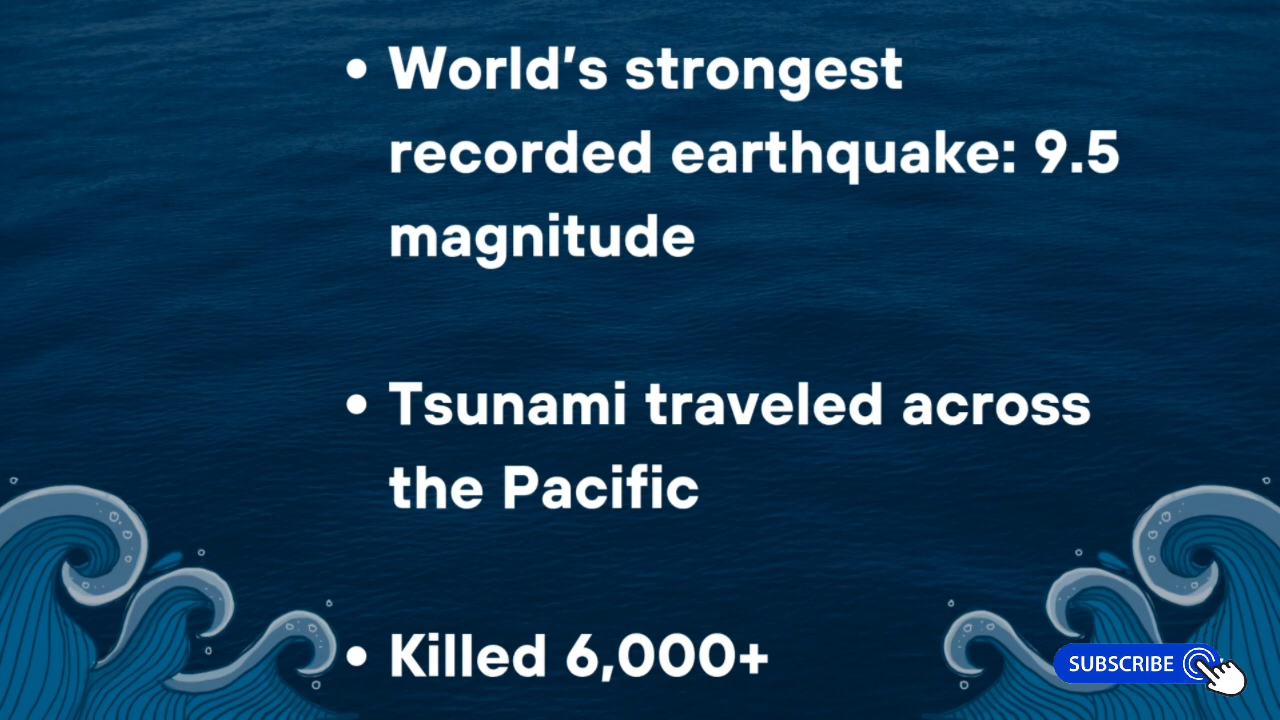 • World's strongest
recorded earthquake: 9.5
magnitude
• Tsunami traveled across
the Pacific
• Killed 6,000+
SUBSCRIBE